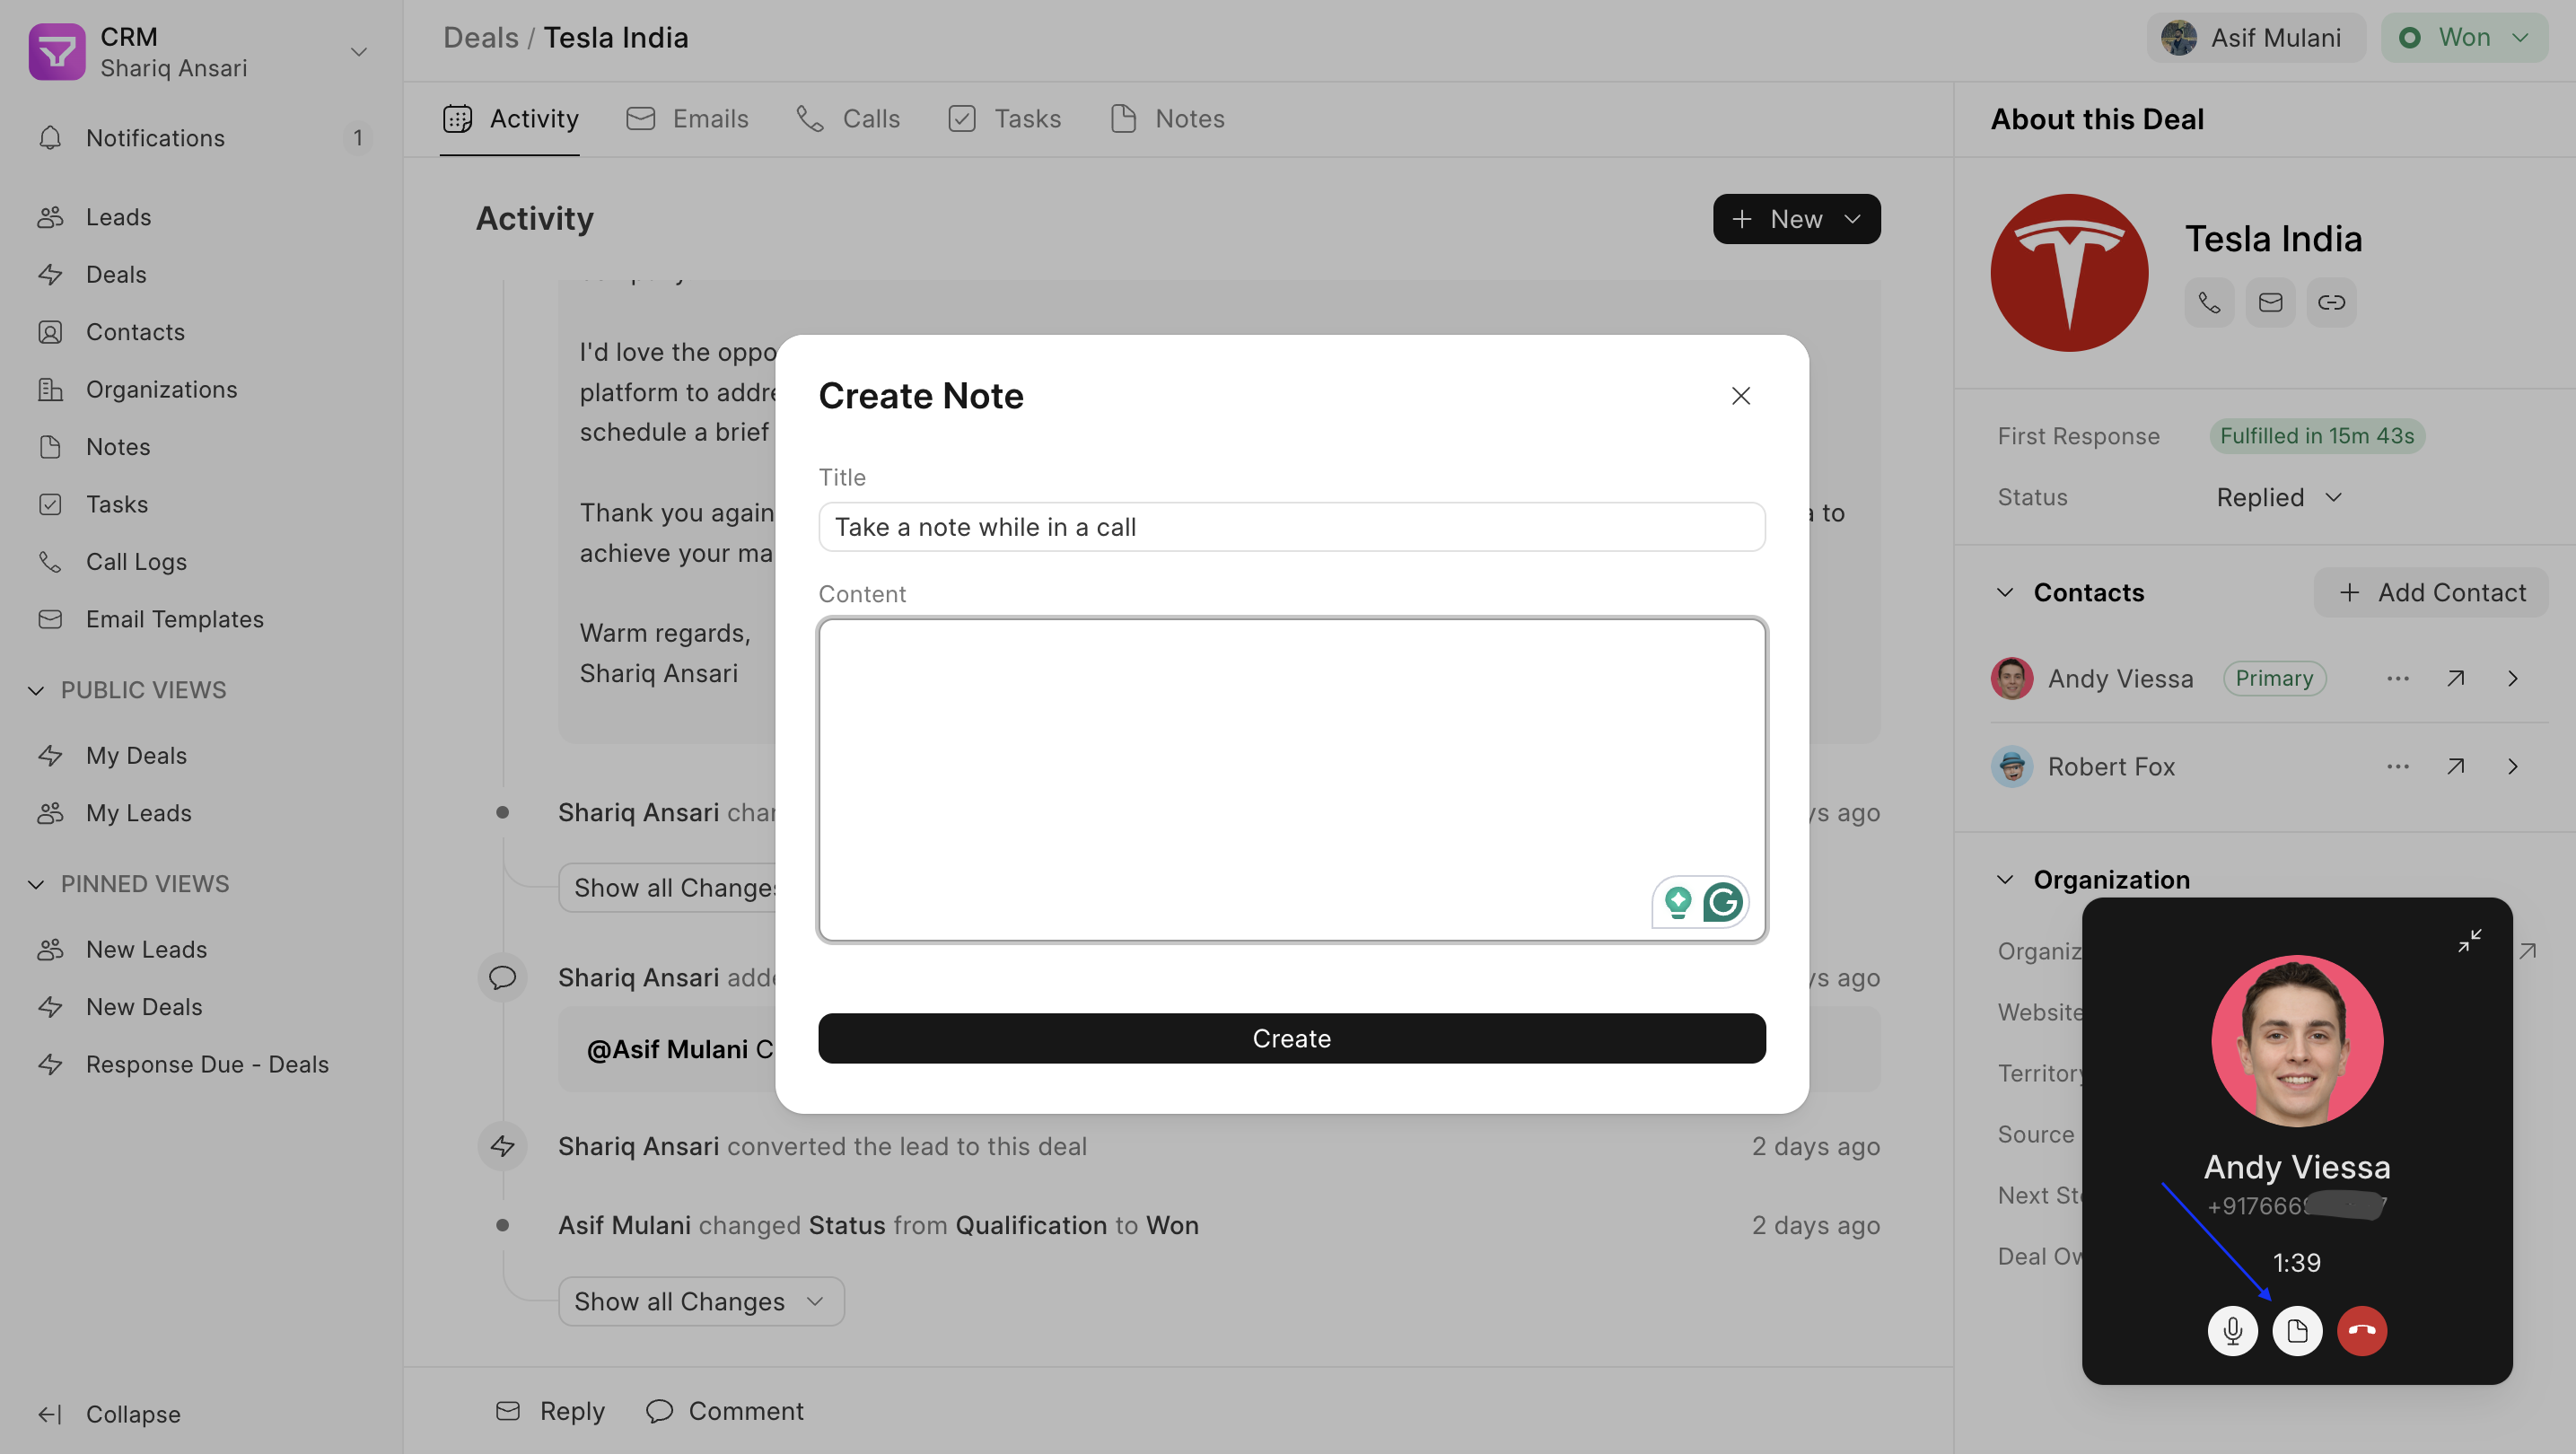 CRM
Shariq Ansari
Notifications 1
Leads
Deals
Contacts
Organizations
Notes
Tasks
Call Logs
Email Templates
PUBLIC VIEWS
My Deals
My Leads
PINNED VIEWS
New Leads
New Deals
Response Due - Deals
Collapse
Deals / Tesla India
Asif Mulani
Won
Activity
Emails
Calls
Tasks
Notes
Activity
New
I'd love the oppo
platform to addre
schedule a brief
Thank you again
a to
achieve your ma
Warm regards,
Shariq Ansari
Shariq Ansari char
ys ago
Show all Changes
Shariq Ansari adde
ys ago
@Asif Mulani C
Shariq Ansari converted the lead to this deal
2 days ago
Asif Mulani changed Status from Qualification to Won
2 days ago
Show all Changes
Reply
Comment
Create Note
Title
Take a note while in a call
Content
Create
About this Deal
Tesla India
First Response
Fulfilled in 15m 43s
Status
Replied
Contacts
Add Contact
Andy Viessa
Primary
Robert Fox
Organization
Organiz
Website
Territory
Source
Next Ste
Deal Ow
Andy Viessa
1:39